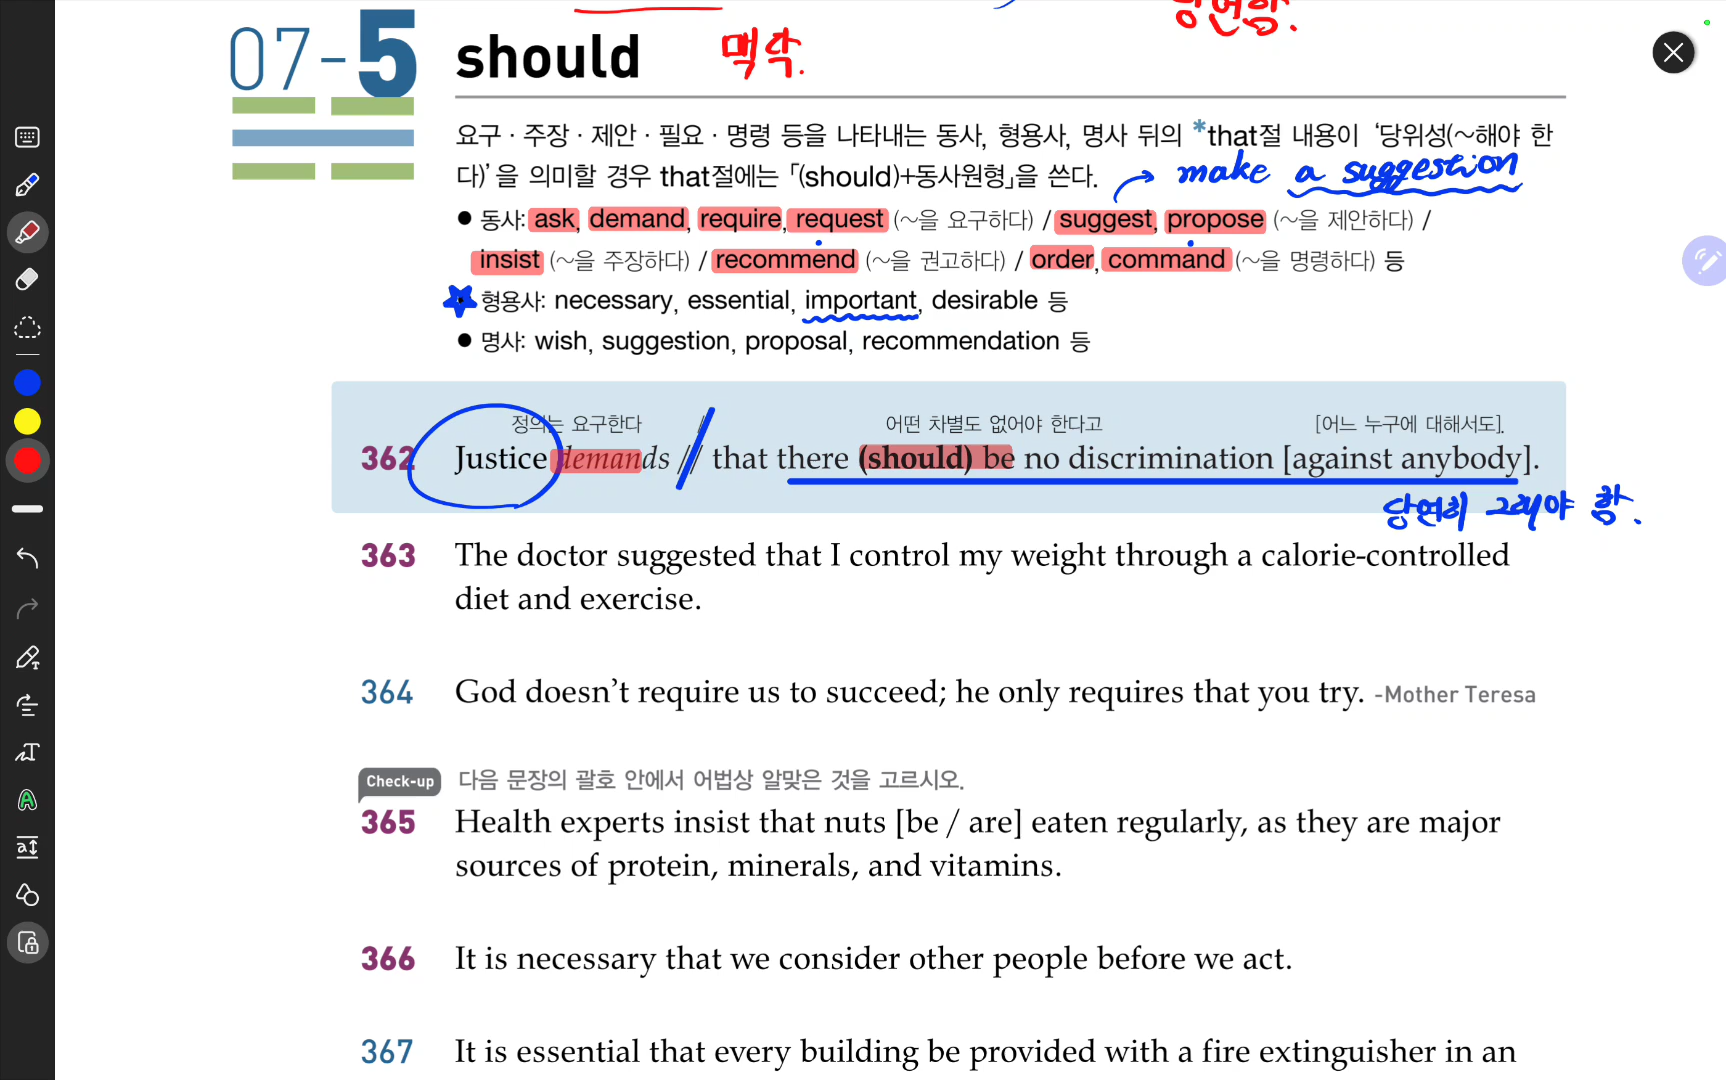 당연함.
07-5 should 맥락.
요구 · 주장 · 제안 · 필요 · 명령 등을 나타내는 동사, 형용사, 명사 뒤의 *that절 내용이 ‘당위성(~해야 한
다)’을 의미할 경우 that절에는 「(should)+동사원형」을 쓴다.
make a suggestion
● 동사: ask, demand, require, request (~을 요구하다) / suggest, propose (~을 제안하다) /
insist (~을 주장하다) / recommend (~을 권고하다) / order, command (~을 명령하다) 등
형용사: necessary, essential, important, desirable 등
● 명사: wish, suggestion, proposal, recommendation 등
정의는 요구한다 // 어떤 차별도 없어야 한다고 [어느 누구에 대해서도].
362 Justice demands // that there (should) be no discrimination [against anybody].
당연히 그래야 함.
363 The doctor suggested that I control my weight through a calorie-controlled
diet and exercise.
364 God doesn’t require us to succeed; he only requires that you try. -Mother Teresa
Check-up 다음 문장의 괄호 안에서 어법상 알맞은 것을 고르시오.
365 Health experts insist that nuts [be / are] eaten regularly, as they are major
sources of protein, minerals, and vitamins.
366 It is necessary that we consider other people before we act.
367 It is essential that every building be provided with a fire extinguisher in an